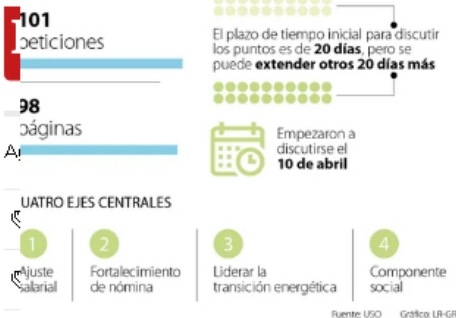 101
peticiones
98
páginas
El plazo de tiempo inicial para discutir
los puntos es de 20 días, pero se
puede extender otros 20 días más
Empezaron a
discutirse el
10 de abril
UATRO EJES CENTRALES
1
Ajuste
salarial
2
Fortalecimiento
de nómina
3
Liderar la
transición energética
4
Componente
social
Fuente: USO Gráfico: LR-GR